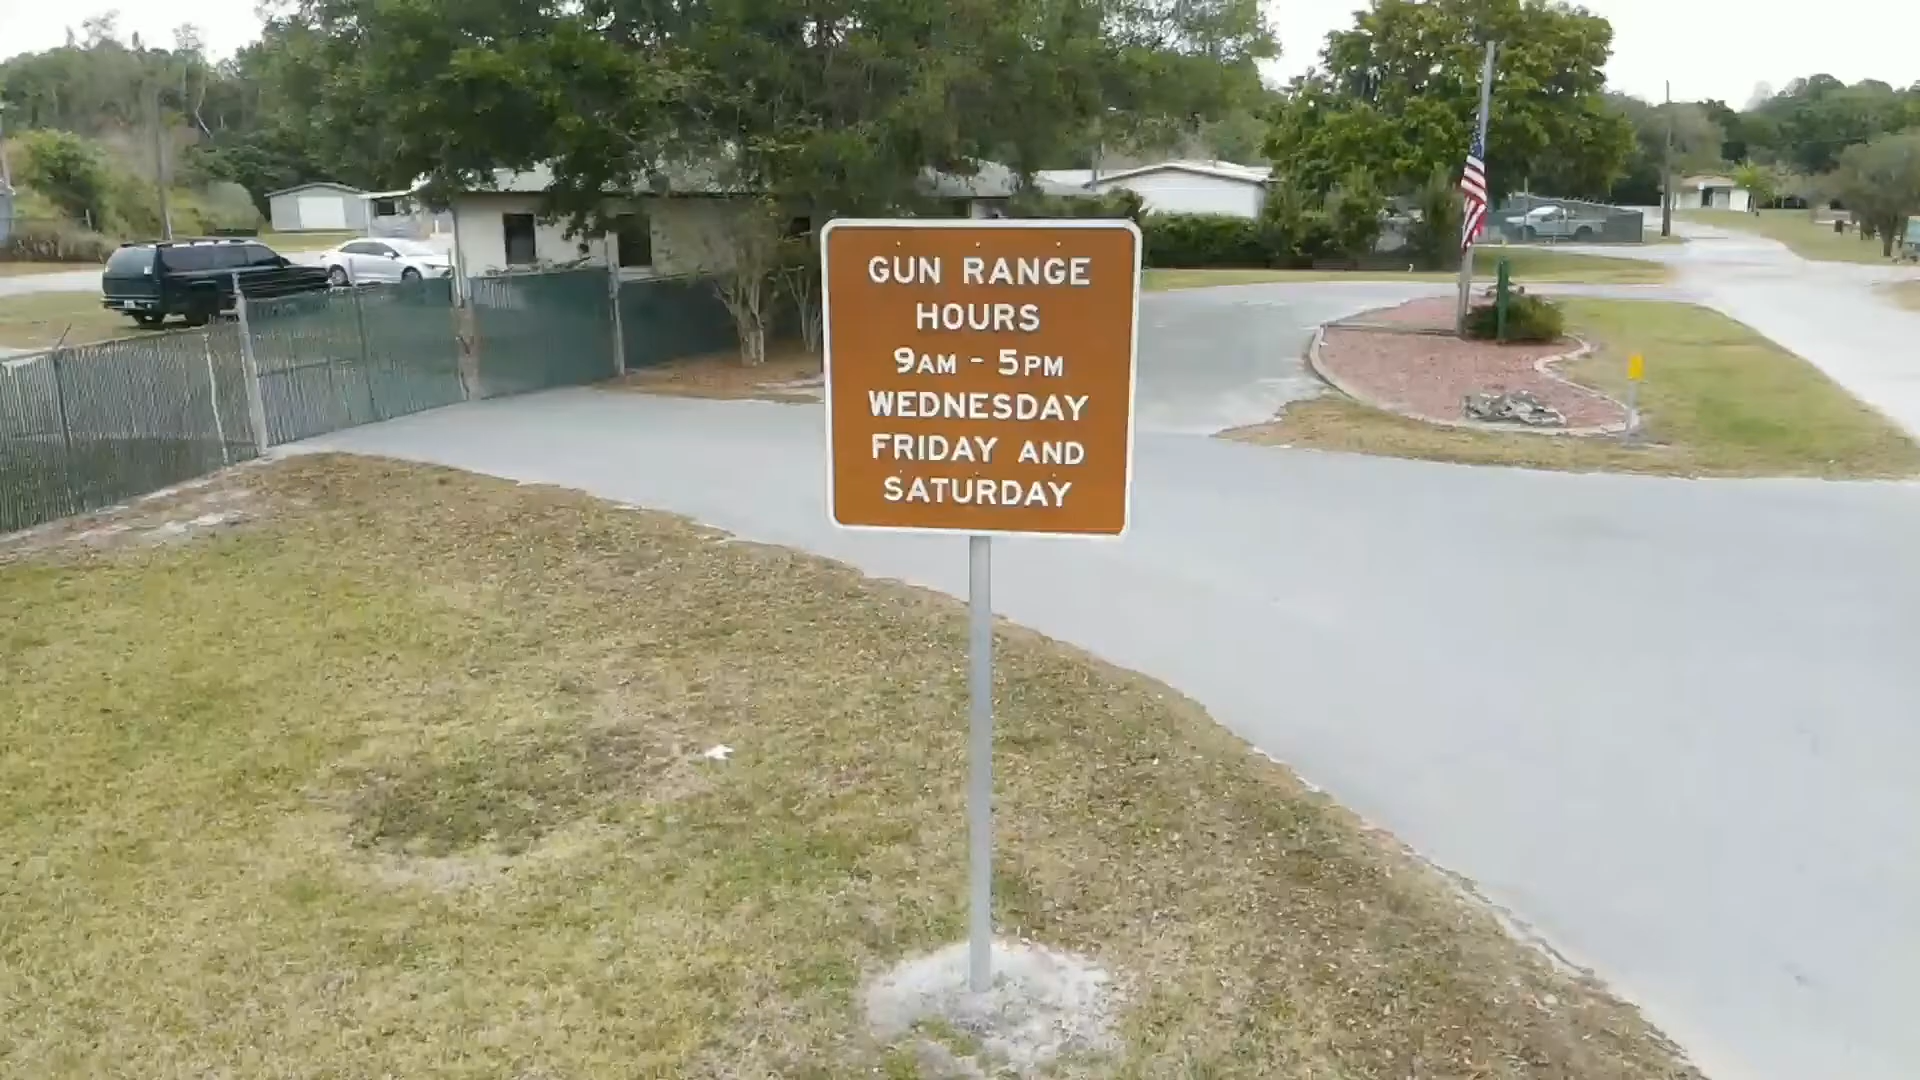 GUN RANGE
HOURS
9AM - 5PM
WEDNESDAY
FRIDAY AND
SATURDAY